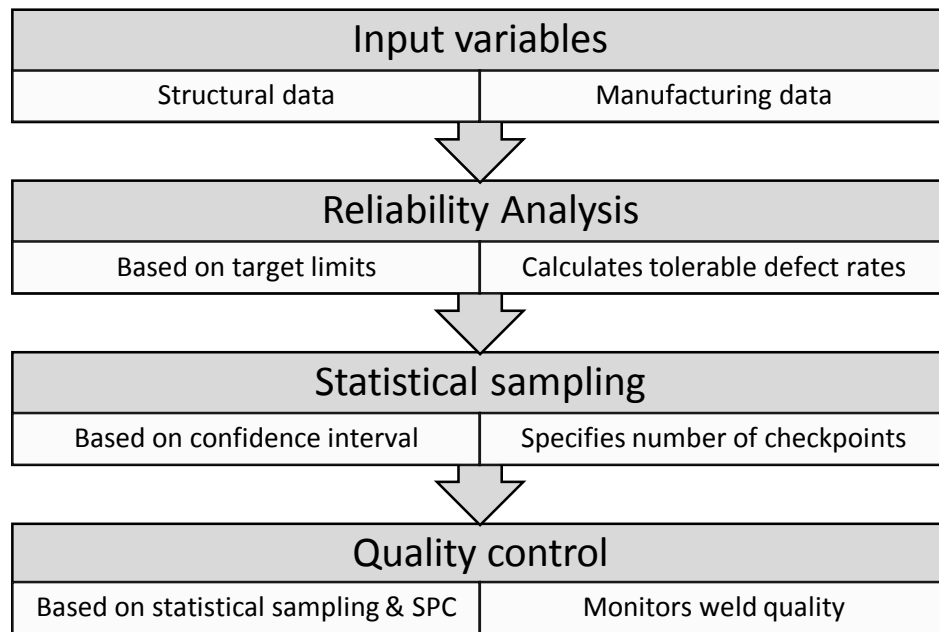 Input variables
Structural data
Manufacturing data
Reliability Analysis
Based on target limits
Calculates tolerable defect rates
Statistical sampling
Based on confidence interval
Specifies number of checkpoints
Quality control
Based on statistical sampling & SPC
Monitors weld quality